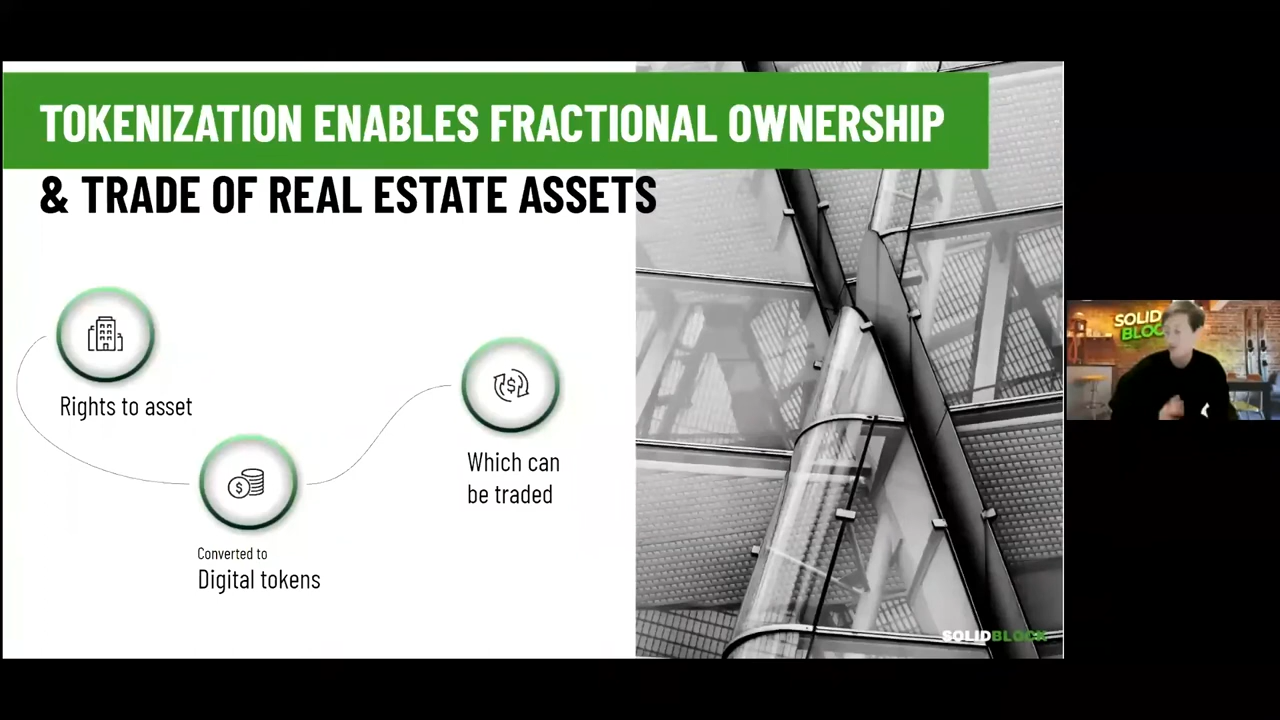 TOKENIZATION ENABLES FRACTIONAL OWNERSHIP
& TRADE OF REAL ESTATE ASSETS
Rights to asset
Converted to
Digital tokens
Which can
be traded
SOLIDBLOCK
SOLID
BLOC